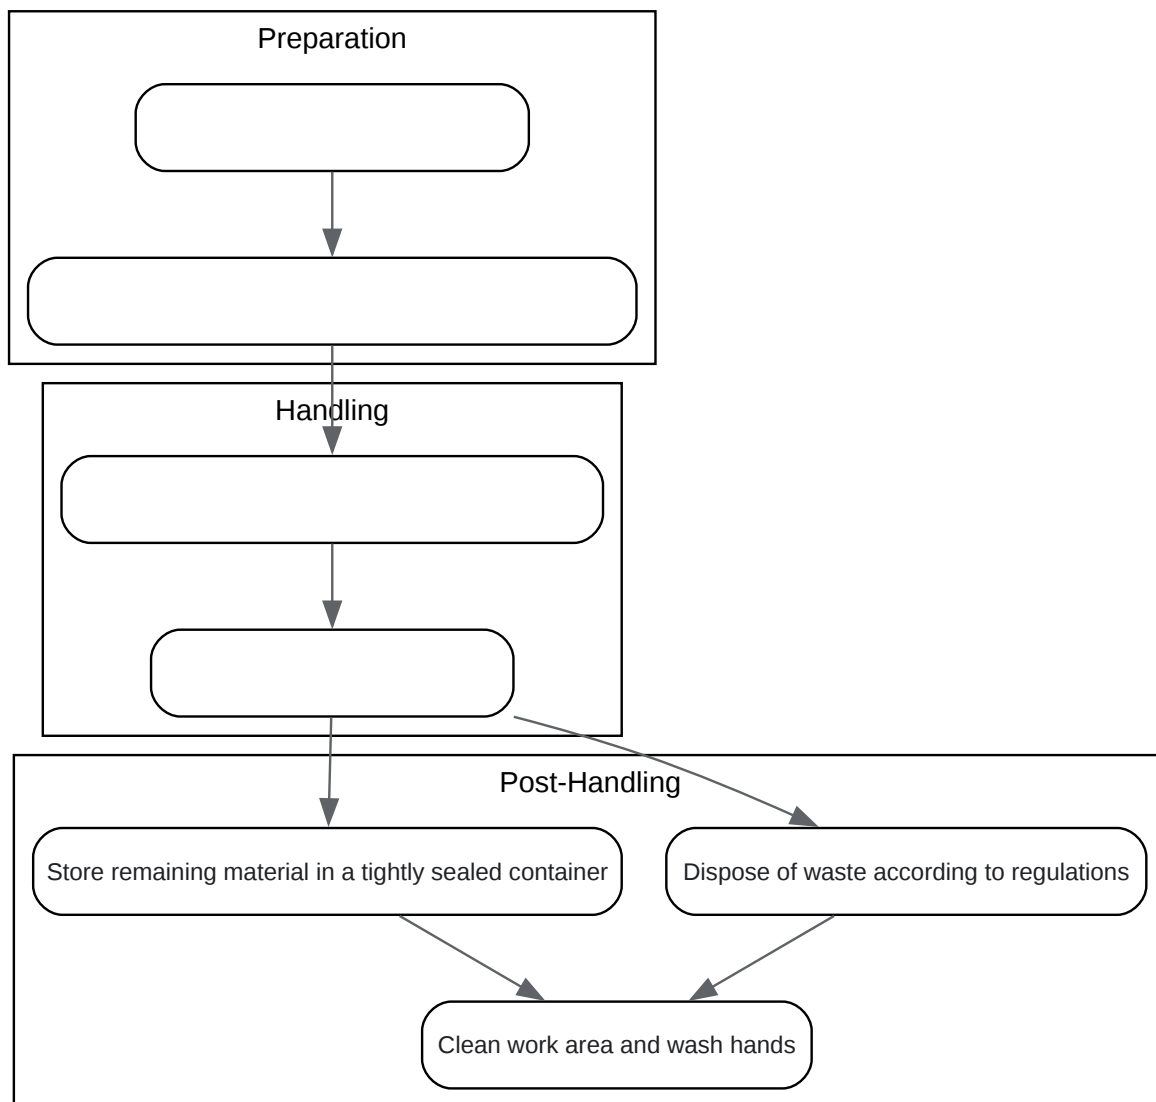 Preparation
Handling
Post-Handling
Store remaining material in a tightly sealed container
Dispose of waste according to regulations
Clean work area and wash hands